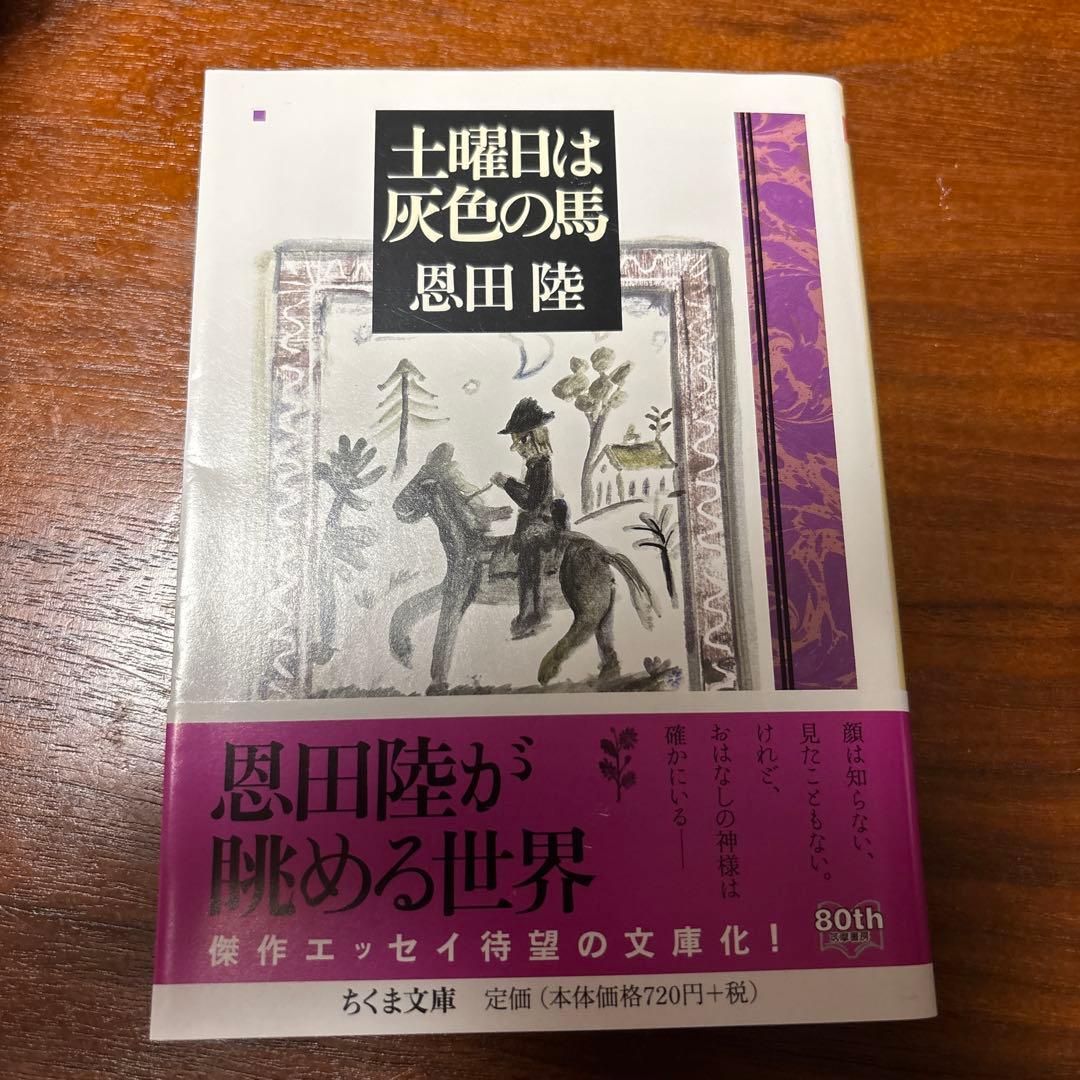 土曜日は
灰色の馬
恩田 陸
恩田陸が
眺める世界
傑作エッセイ待望の文庫化!
顔は知らない、
見たこともない。
けれど、
おはなしの神様は
確かにいる――
80th
筑摩書房
ちくま文庫 定価(本体価格720円+税)